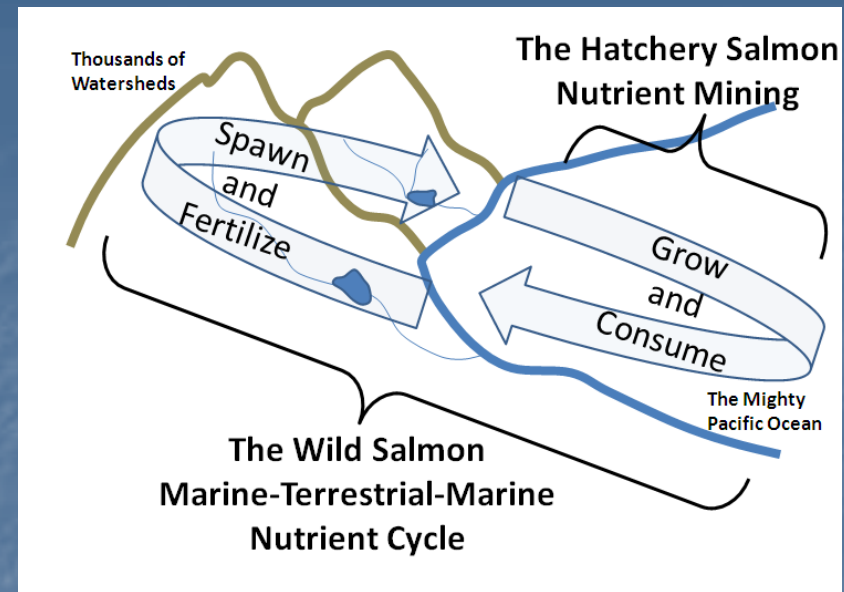 Thousands of
Watersheds
The Hatchery Salmon
Nutrient Mining
Spawn
and
Fertilize
Grow
and
Consume
The Mighty
Pacific Ocean
The Wild Salmon
Marine-Terrestrial-Marine
Nutrient Cycle